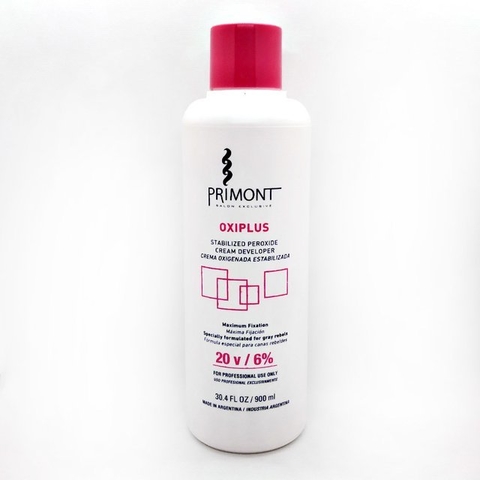 PRIMONT
SALON EXCLUSIVE
OXIPLUS
STABILIZED PEROXIDE
CREAM DEVELOPER
CREMA OXIGENADA ESTABILIZADA
Maximum Fixation
Máxima Fijación
Specially formulated for gray rebels
Fórmula especial para canas rebeldes
20 v / 6%
FOR PROFESSIONAL USE ONLY
USO PROFESIONAL EXCLUSIVAMENTE
30.4 FL OZ / 900 ml
MADE IN ARGENTINA / INDUSTRIA ARGENTINA